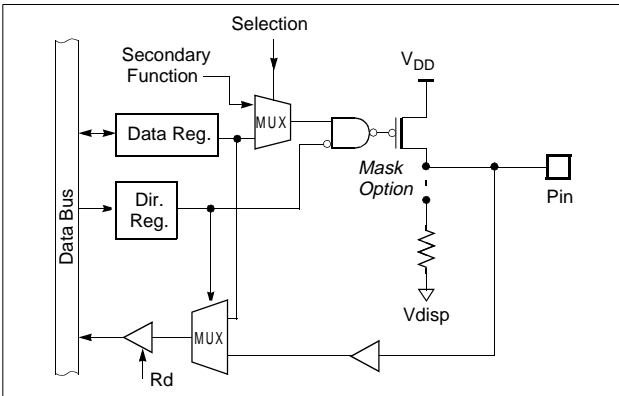 Selection
Secondary
Function
V_DD
MUX
Data Reg.
Mask
Option
Pin
Dir.
Reg.
Data Bus
Vdisp
MUX
Rd